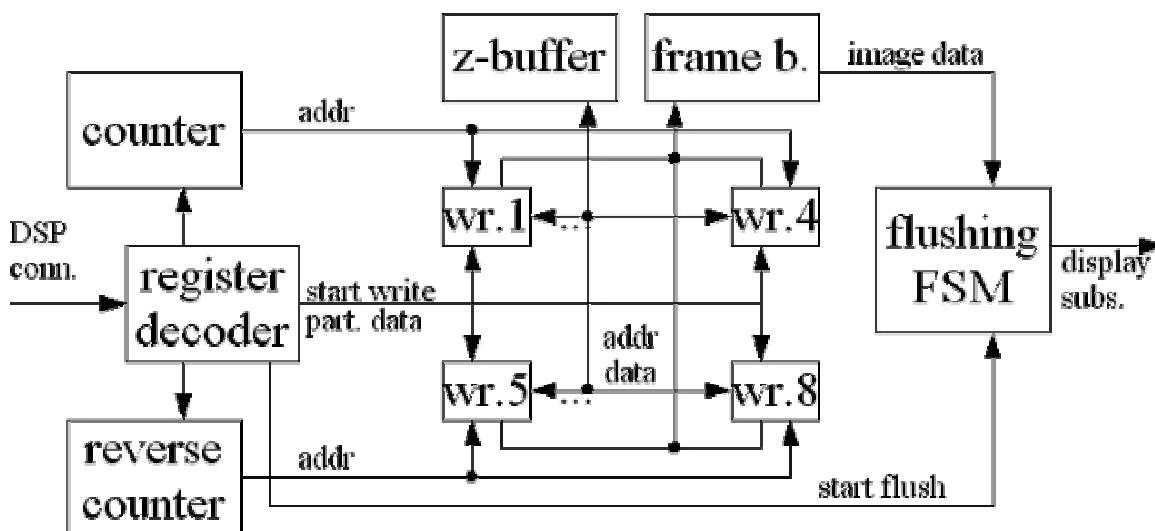 z-buffer
frame b.
image data
counter
addr
wr.1
...
wr.4
DSP
conn.
register
decoder
start write
part. data
flushing
FSM
display
subs.
addr
data
wr.5
...
wr.8
reverse
counter
addr
start flush